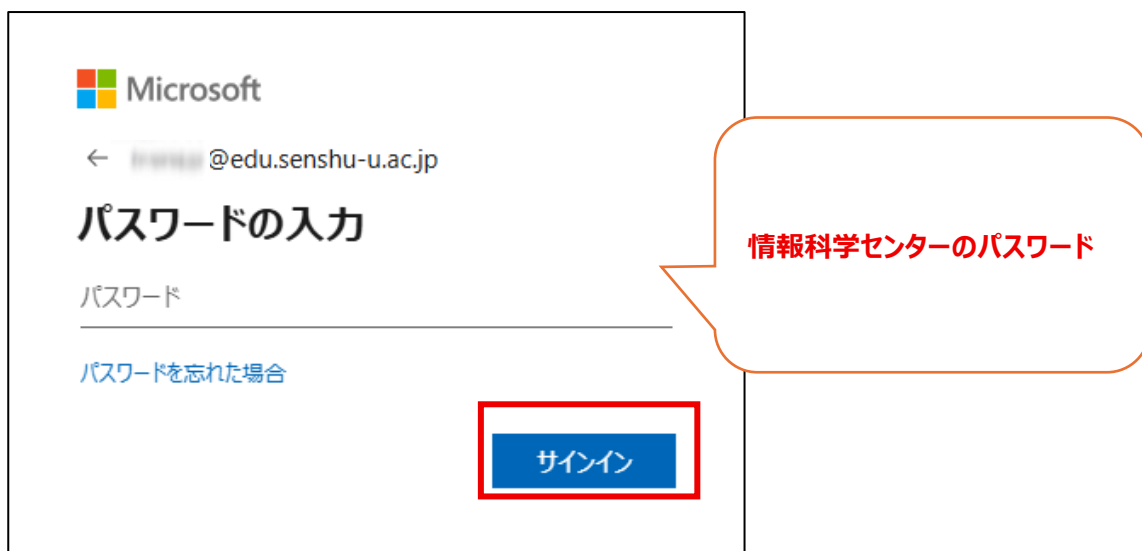 Microsoft
← @edu.senshu-u.ac.jp
パスワードの入力
情報科学センターのパスワード
パスワード
パスワードを忘れた場合
サインイン